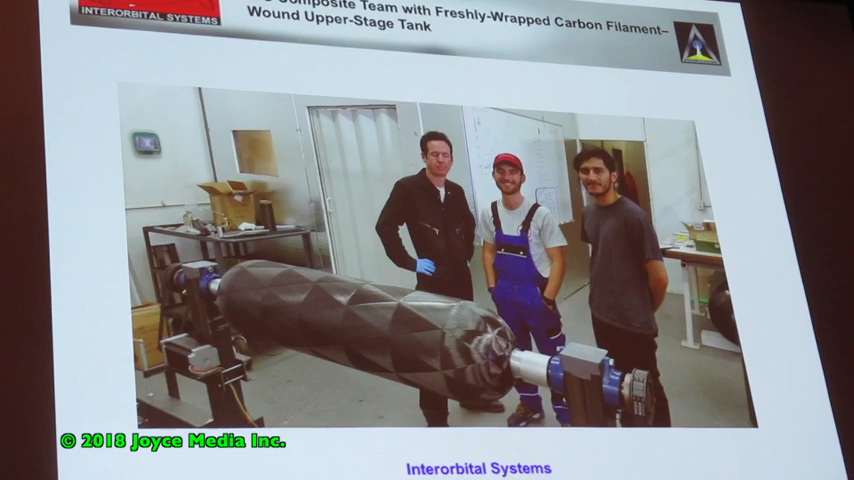 INTERORBITAL SYSTEMS
Composite Team with Freshly-Wrapped Carbon Filament–
Wound Upper-Stage Tank
© 2018 Joyce Media Inc.
Interorbital Systems